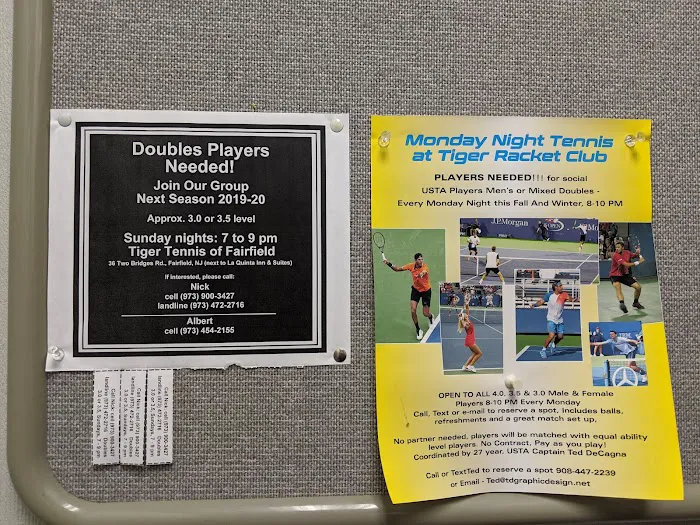 Doubles Players
Needed!
Join Our Group
Next Season 2019-20
Approx. 3.0 or 3.5 level
Sunday nights: 7 to 9 pm
Tiger Tennis of Fairfield
36 Two Bridges Rd., Fairfield, NJ (next to La Quinta Inn & Suites)
If interested, please call:
Nick
cell (973) 900-3427
landline (973) 472-2716
Albert
cell (973) 454-2155
Monday Night Tennis
at Tiger Racket Club
PLAYERS NEEDED!!! for social
USTA Players Men's or Mixed Doubles -
Every Monday Night this Fall And Winter, 8-10 PM
J.P.Morgan
OPEN TO ALL 4.0, 3.5 & 3.0 Male & Female
Players 8-10 PM Every Monday
Call, Text or e-mail to reserve a spot, includes balls,
refreshments and a great match set up.
No partner needed, players will be matched with equal ability
level players. No Contract, Pay as you play!
Coordinated by 27 year. USTA Captain Ted DeCagna
Call or TextTed to reserve a spot 908-447-2239
or Email - Ted@tdgraphicdesign.net